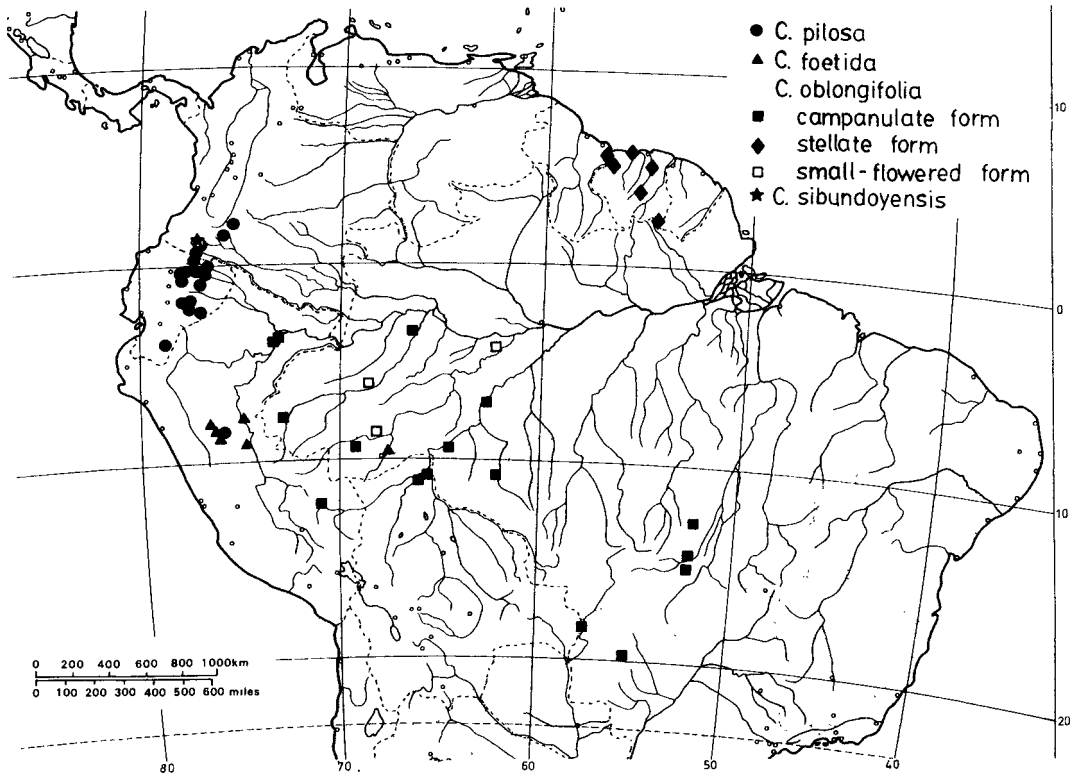 C. pilosa
C. foetida
C. oblongifolia
campanulate form
stellate form
small-flowered form
C. sibundoyensis
10
0
10
20
0 200 400 600 800 1000km
0 100 200 300 400 500 600 miles
80 70 60 50 40